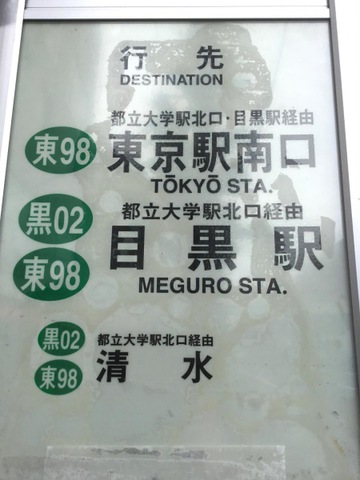 行先
DESTINATION
都立大学駅北口・目黒駅経由
東98 東京駅南口
TŌKYŌ STA.
黒02 都立大学駅北口経由
東98 目黒駅
MEGURO STA.
黒02 都立大学駅北口経由
東98 清水